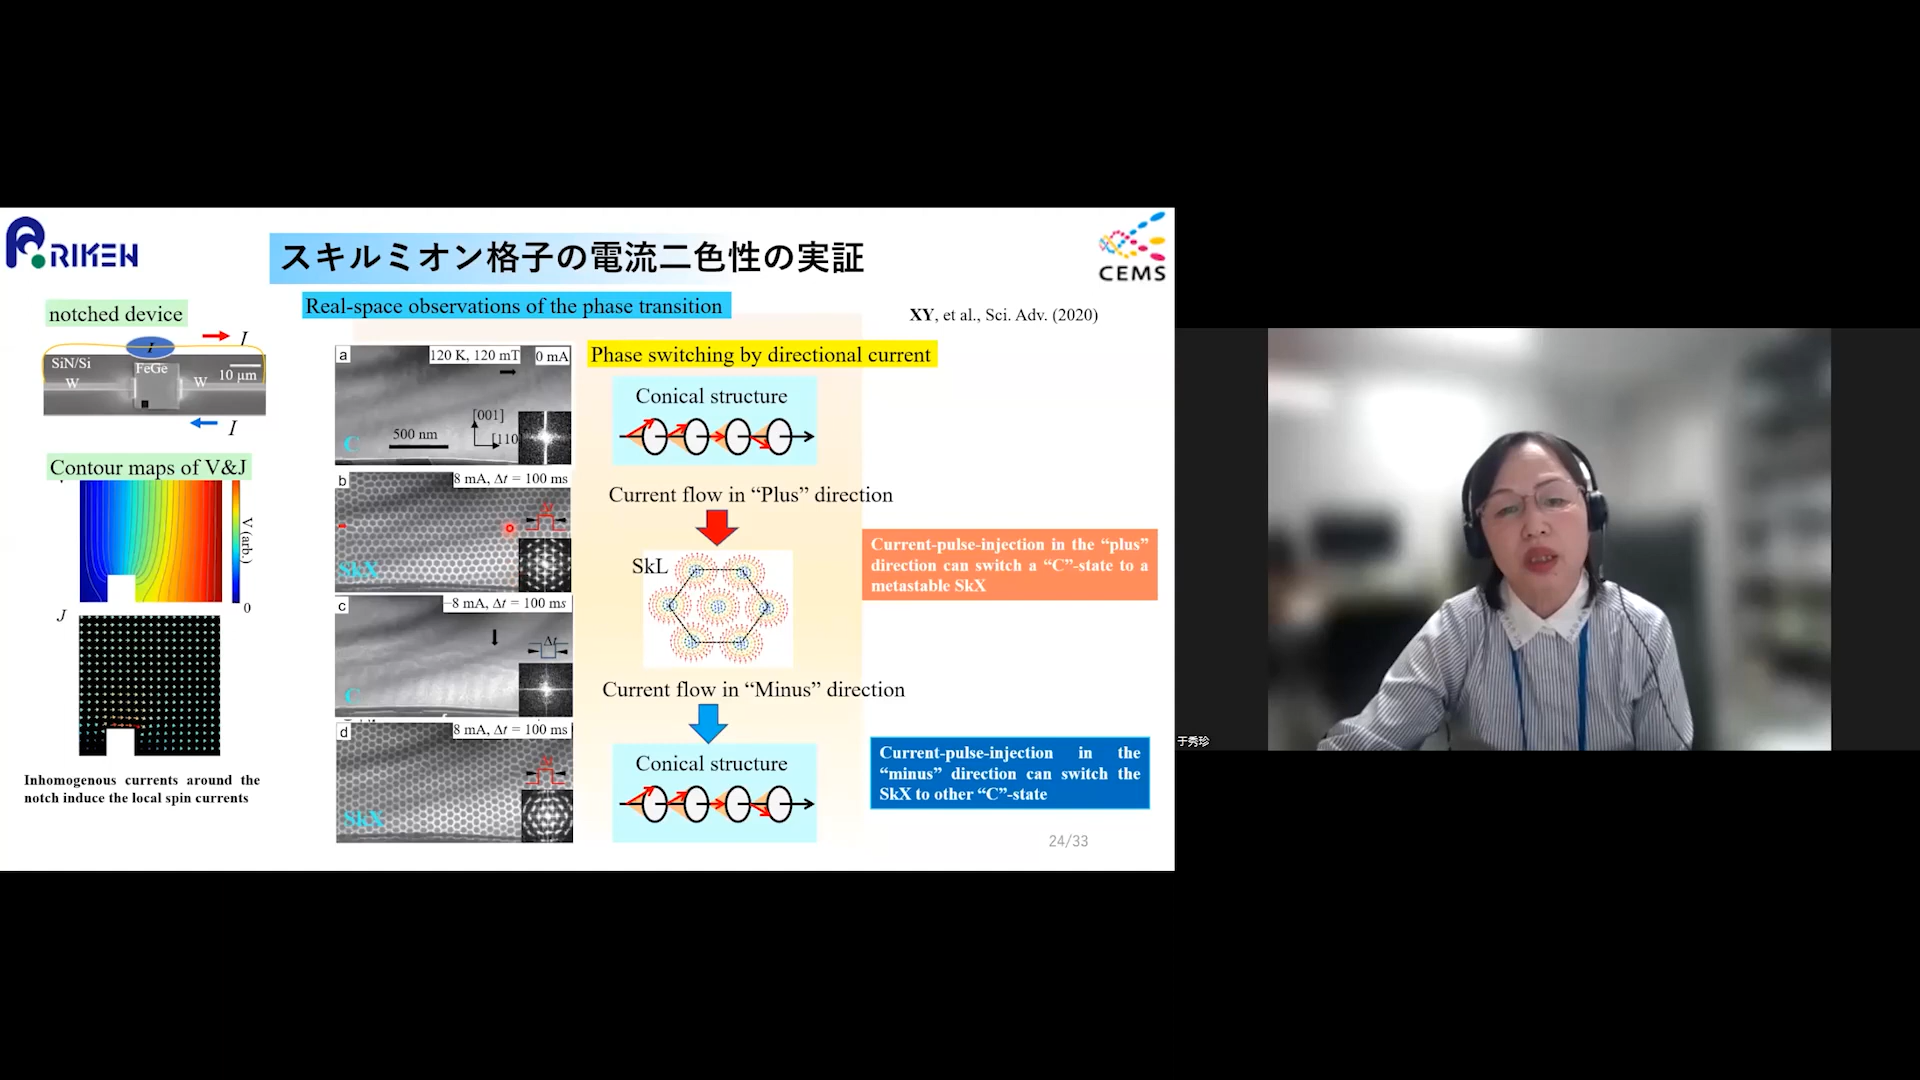 RIKEN
スキルミオン格子の電流二色性の実証
CEMS
notched device
Real-space observations of the phase transition
XY, et al., Sci. Adv. (2020)
I
I
SiN/Si
FeGe
W
W
10 μm
I
Contour maps of V&J
V (arb.)
0
J
Inhomogenous currents around the
notch induce the local spin currents
a
120 K, 120 mT
0 mA
[001]
[110
500 nm
C
b
8 mA, Δt = 100 ms
Δt
SkX
c
−8 mA, Δt = 100 ms
Δt
C
d
8 mA, Δt = 100 ms
Δt
SkX
Phase switching by directional current
Conical structure
Current flow in “Plus” direction
SkL
Current flow in “Minus” direction
Conical structure
Current-pulse-injection in the “plus”
direction can switch a “C”-state to a
metastable SkX
Current-pulse-injection in the
“minus” direction can switch the
SkX to other “C”-state
24/33
于秀珍